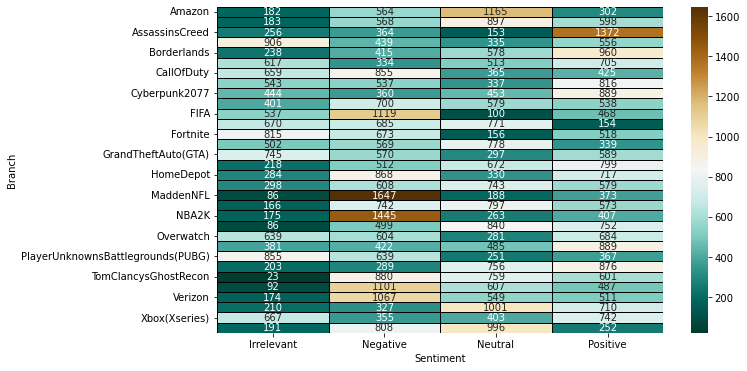 Amazon 182 564 1165 302
183 568 897 598
AssassinsCreed 256 364 153 1372
906 439 335 556
Borderlands 238 415 578 960
617 334 513 705
CallOfDuty 659 855 365 425
543 537 337 816
Cyberpunk2077 444 360 453 889
401 700 579 538
FIFA 537 1119 100 468
670 685 771 154
Fortnite 815 673 156 518
502 569 778 339
GrandTheftAuto(GTA) 745 570 297 589
218 512 672 799
HomeDepot 284 868 330 717
298 608 743 579
MaddenNFL 86 1647 188 373
166 742 797 573
NBA2K 175 1445 263 407
86 499 840 752
Overwatch 639 604 281 684
381 422 485 889
PlayerUnknownsBattlegrounds(PUBG) 855 639 251 367
203 289 756 876
TomClancysGhostRecon 23 880 759 601
92 1101 607 487
Verizon 174 1067 549 511
210 327 1001 710
Xbox(Xseries) 667 355 403 742
191 808 996 252
Irrelevant Negative Neutral Positive
Sentiment
Branch
1600
1400
1200
1000
800
600
400
200